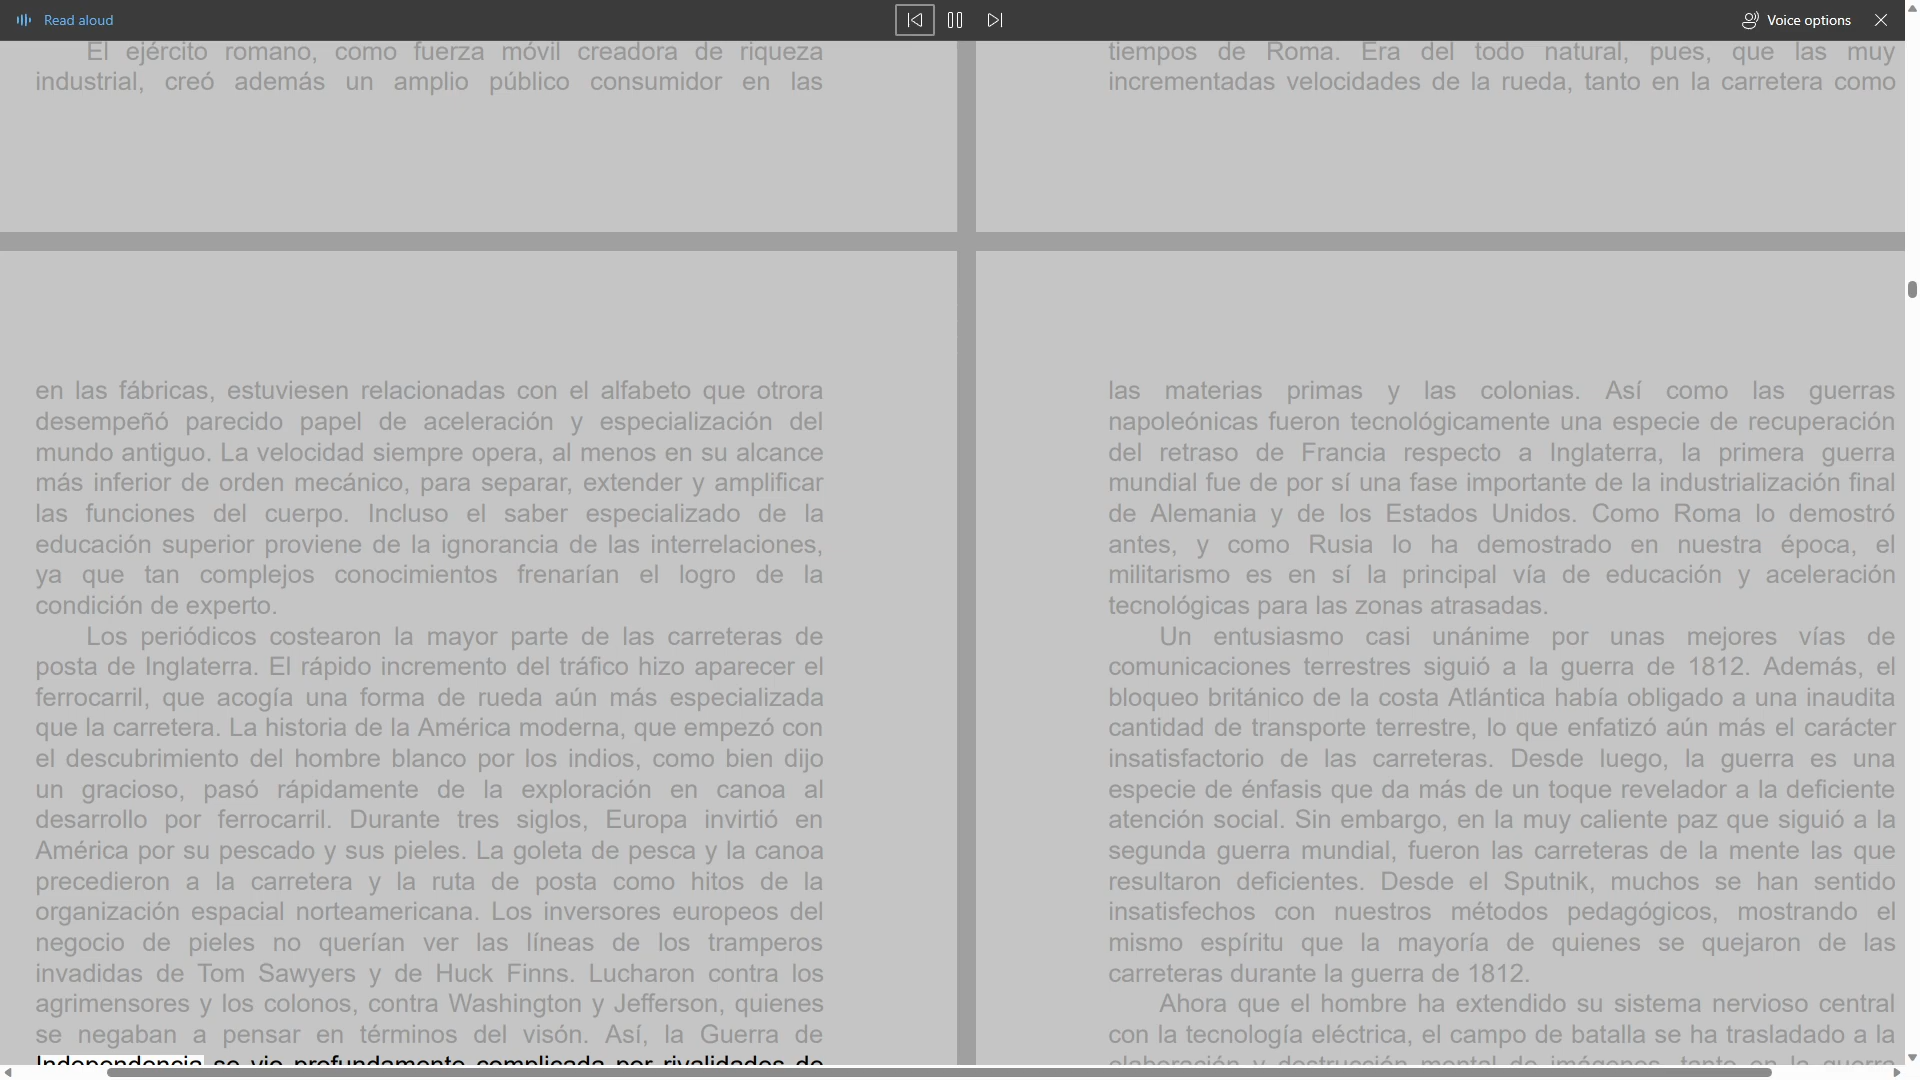 Read aloud
Voice options
El ejército romano, como fuerza móvil creadora de riqueza
industrial, creó además un amplio público consumidor en las
tiempos de Roma. Era del todo natural, pues, que las muy
incrementadas velocidades de la rueda, tanto en la carretera como
en las fábricas, estuviesen relacionadas con el alfabeto que otrora
desempeñó parecido papel de aceleración y especialización del
mundo antiguo. La velocidad siempre opera, al menos en su alcance
más inferior de orden mecánico, para separar, extender y amplificar
las funciones del cuerpo. Incluso el saber especializado de la
educación superior proviene de la ignorancia de las interrelaciones,
ya que tan complejos conocimientos frenarían el logro de la
condición de experto.
Los periódicos costearon la mayor parte de las carreteras de
posta de Inglaterra. El rápido incremento del tráfico hizo aparecer el
ferrocarril, que acogía una forma de rueda aún más especializada
que la carretera. La historia de la América moderna, que empezó con
el descubrimiento del hombre blanco por los indios, como bien dijo
un gracioso, pasó rápidamente de la exploración en canoa al
desarrollo por ferrocarril. Durante tres siglos, Europa invirtió en
América por su pescado y sus pieles. La goleta de pesca y la canoa
precedieron a la carretera y la ruta de posta como hitos de la
organización espacial norteamericana. Los inversores europeos del
negocio de pieles no querían ver las líneas de los tramperos
invadidas de Tom Sawyers y de Huck Finns. Lucharon contra los
agrimensores y los colonos, contra Washington y Jefferson, quienes
se negaban a pensar en términos del visón. Así, la Guerra de
Independencia se vio profundamente complicada por rivalidades de
las materias primas y las colonias. Así como las guerras
napoleónicas fueron tecnológicamente una especie de recuperación
del retraso de Francia respecto a Inglaterra, la primera guerra
mundial fue de por sí una fase importante de la industrialización final
de Alemania y de los Estados Unidos. Como Roma lo demostró
antes, y como Rusia lo ha demostrado en nuestra época, el
militarismo es en sí la principal vía de educación y aceleración
tecnológicas para las zonas atrasadas.
Un entusiasmo casi unánime por unas mejores vías de
comunicaciones terrestres siguió a la guerra de 1812. Además, el
bloqueo británico de la costa Atlántica había obligado a una inaudita
cantidad de transporte terrestre, lo que enfatizó aún más el carácter
insatisfactorio de las carreteras. Desde luego, la guerra es una
especie de énfasis que da más de un toque revelador a la deficiente
atención social. Sin embargo, en la muy caliente paz que siguió a la
segunda guerra mundial, fueron las carreteras de la mente las que
resultaron deficientes. Desde el Sputnik, muchos se han sentido
insatisfechos con nuestros métodos pedagógicos, mostrando el
mismo espíritu que la mayoría de quienes se quejaron de las
carreteras durante la guerra de 1812.
Ahora que el hombre ha extendido su sistema nervioso central
con la tecnología eléctrica, el campo de batalla se ha trasladado a la
elaboración y destrucción mental de imágenes, tanto en la guerra